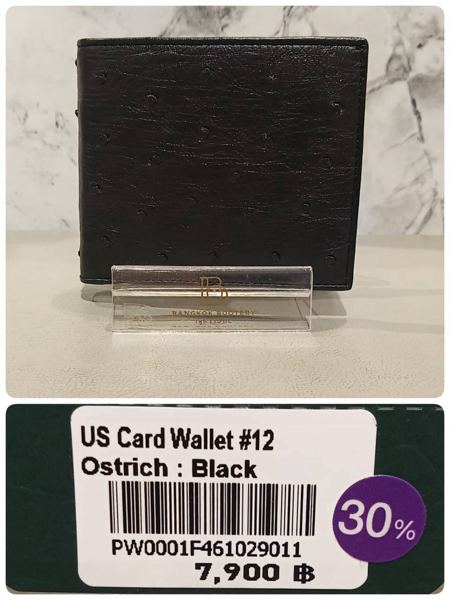 BANGKOK BOOTERY
US Card Wallet #12
Ostrich : Black
PW0001F461029011
7,900 ฿
30%